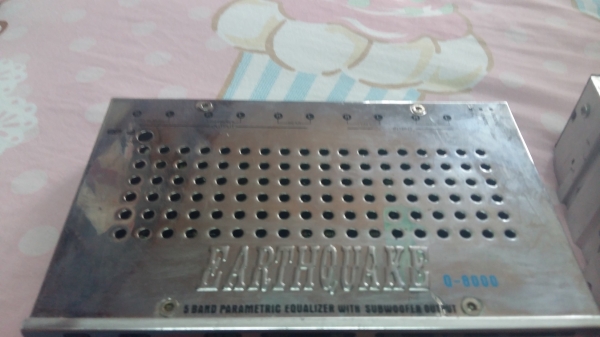 EARTHQUAKE Q-8000
5 BAND PARAMETRIC EQUALIZER WITH SUBWOOFER OUTPUT